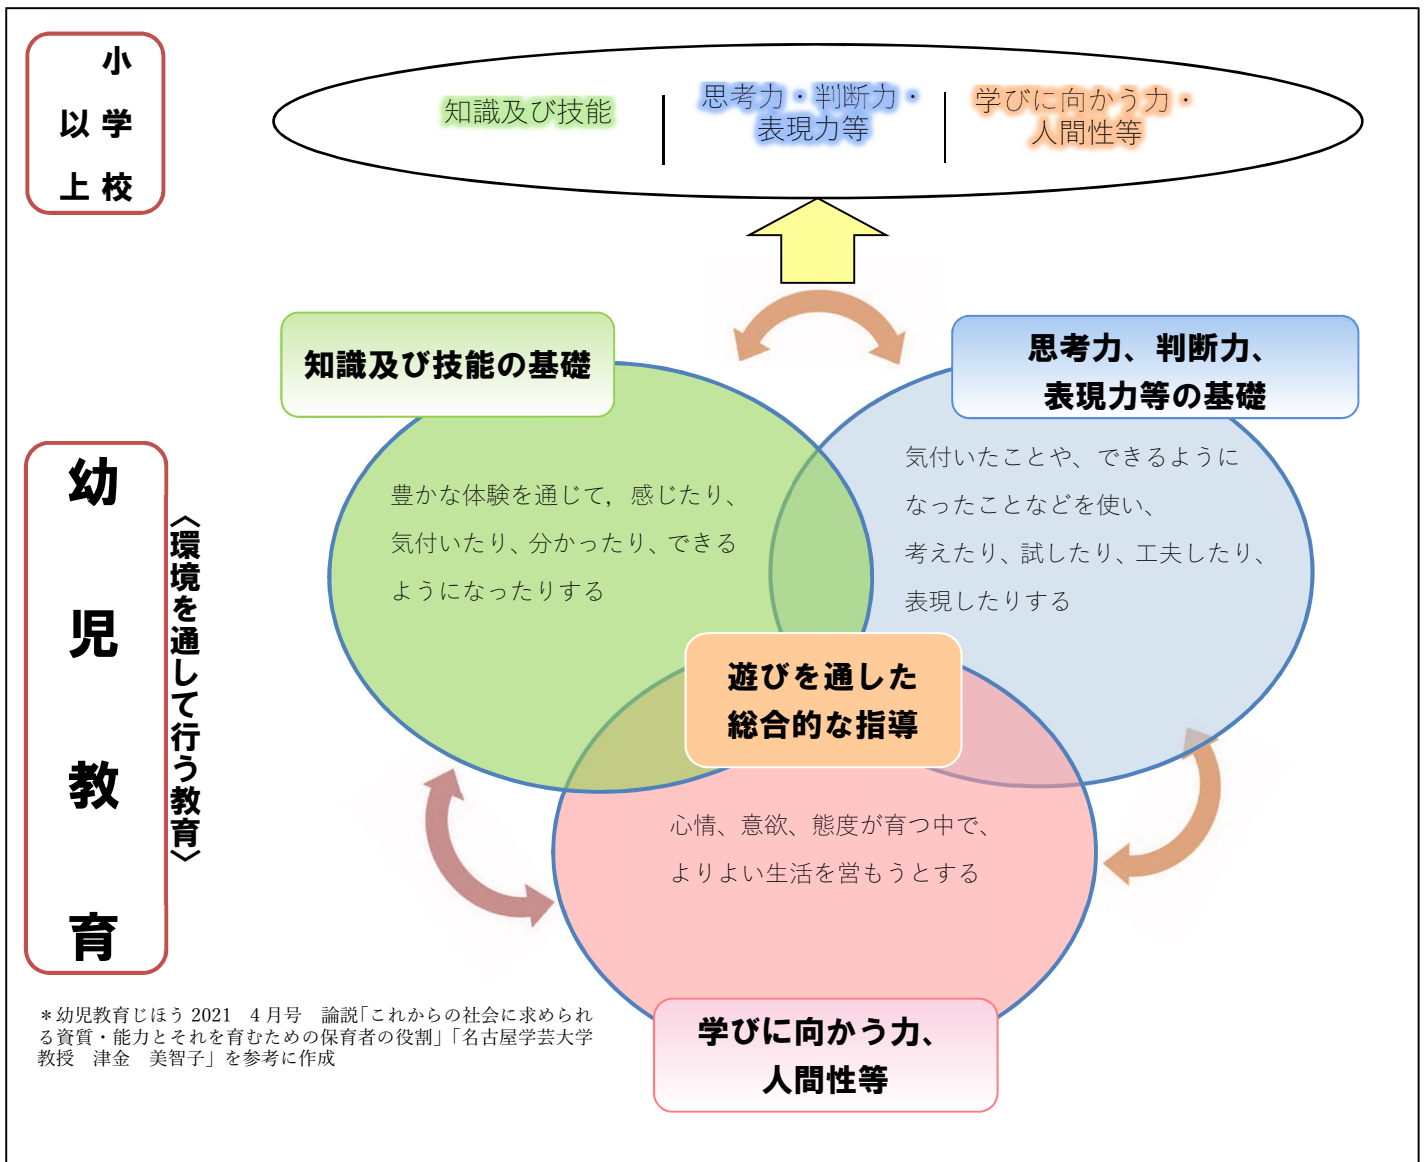 小学校
以上
知識及び技能
思考力・判断力・
表現力等
学びに向かう力・
人間性等
知識及び技能の基礎
思考力、判断力、
表現力等の基礎
幼児教育
〈環境を通して行う教育〉
豊かな体験を通じて，感じたり、
気付いたり、分かったり、できる
ようになったりする
気付いたことや、できるように
なったことなどを使い、
考えたり、試したり、工夫したり、
表現したりする
遊びを通した
総合的な指導
心情、意欲、態度が育つ中で、
よりよい生活を営もうとする
学びに向かう力、
人間性等
＊幼児教育じほう 2021　4 月号　論説「これからの社会に求められ
る資質・能力とそれを育むための保育者の役割」「名古屋学芸大学
教授　津金　美智子」を参考に作成